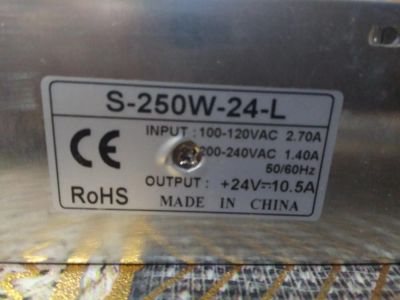 S-250W-24-L
CE
RoHS
INPUT : 100-120VAC 2.70A
200-240VAC 1.40A
50/60Hz
OUTPUT : +24V⎓10.5A
MADE IN CHINA